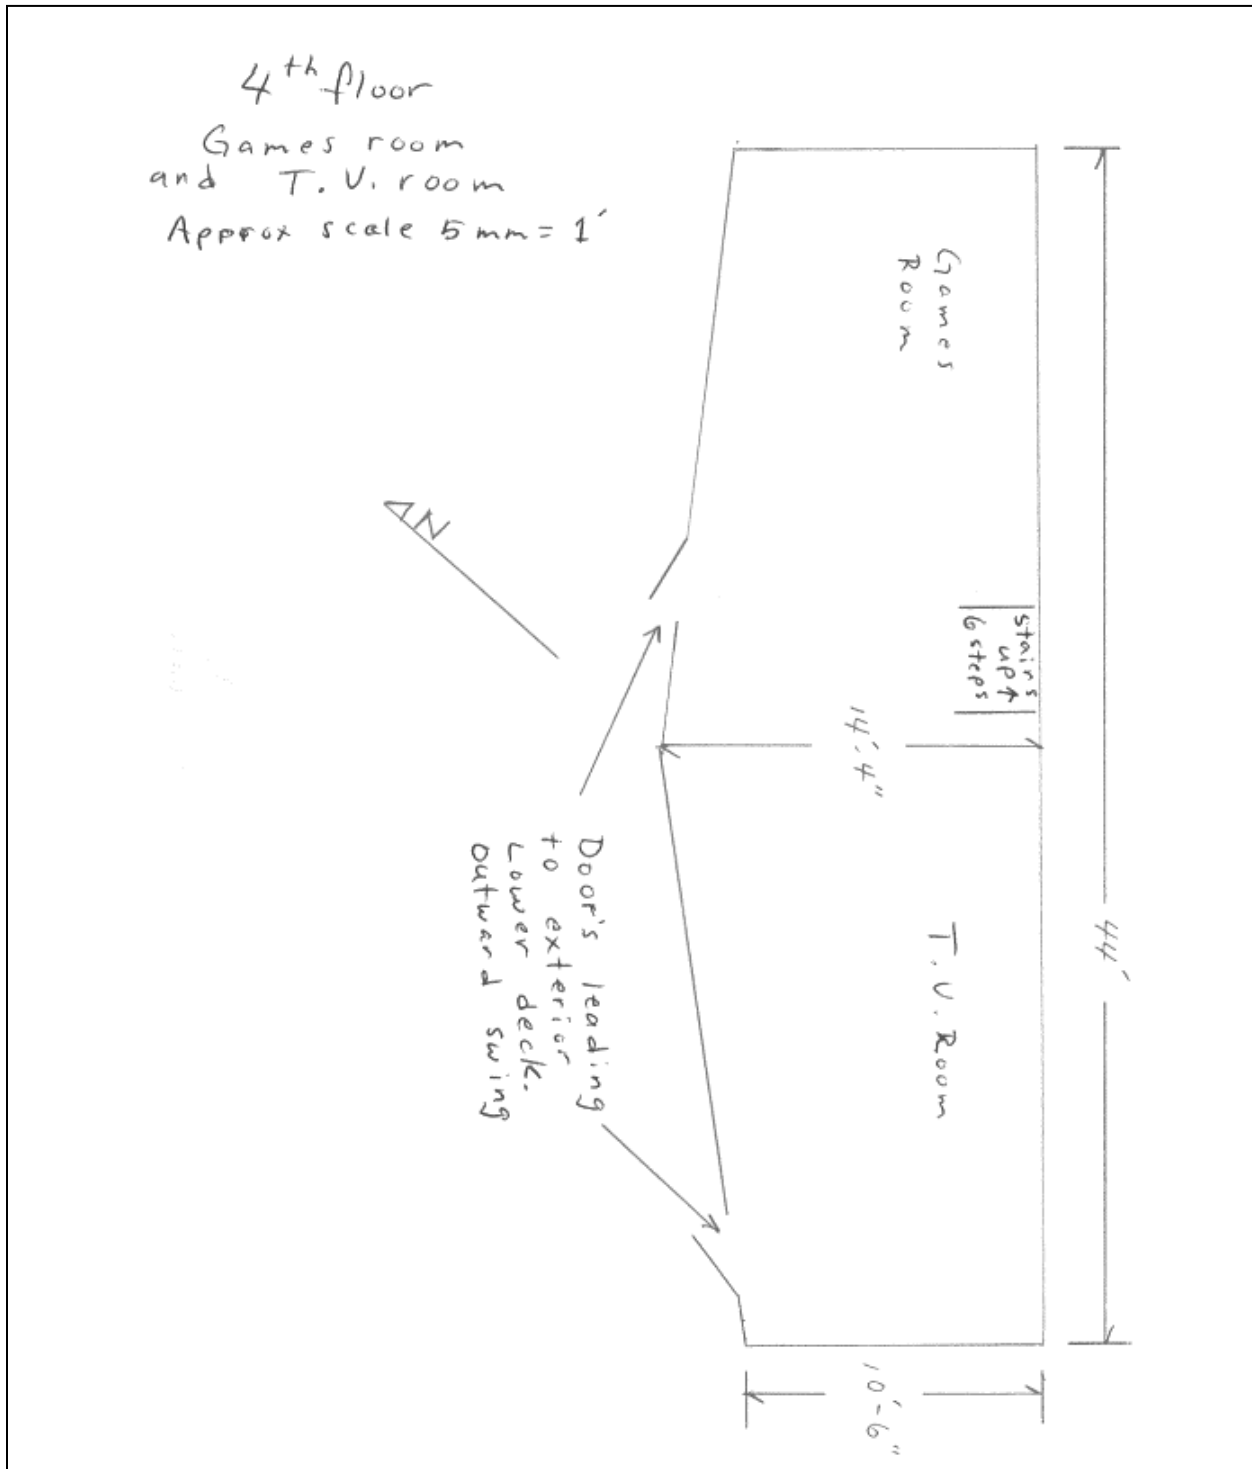 4th floor
Games room
and T.V. room
Approx scale 5mm = 1'
Games
Room
N
stairs
up↑
6 steps
14'-4"
44'
T.V. Room
Door's leading
to exterior
Lower deck.
outward swing
10'-6"